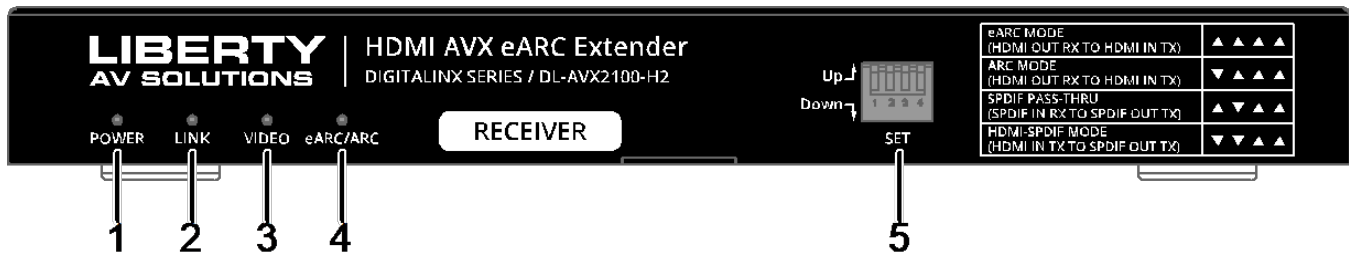 LIBERTY
AV SOLUTIONS
HDMI AVX eARC Extender
DIGITALINX SERIES / DL-AVX2100-H2
POWER
LINK
VIDEO
eARC/ARC
RECEIVER
Up
Down
1 2 3 4
SET
eARC MODE
(HDMI OUT RX TO HDMI IN TX) ▲ ▲ ▲ ▲
ARC MODE
(HDMI OUT RX TO HDMI IN TX) ▼ ▲ ▲ ▲
SPDIF PASS-THRU
(SPDIF IN RX TO SPDIF OUT TX) ▲ ▼ ▲ ▲
HDMI-SPDIF MODE
(HDMI IN TX TO SPDIF OUT TX) ▼ ▼ ▲ ▲
1
2
3
4
5